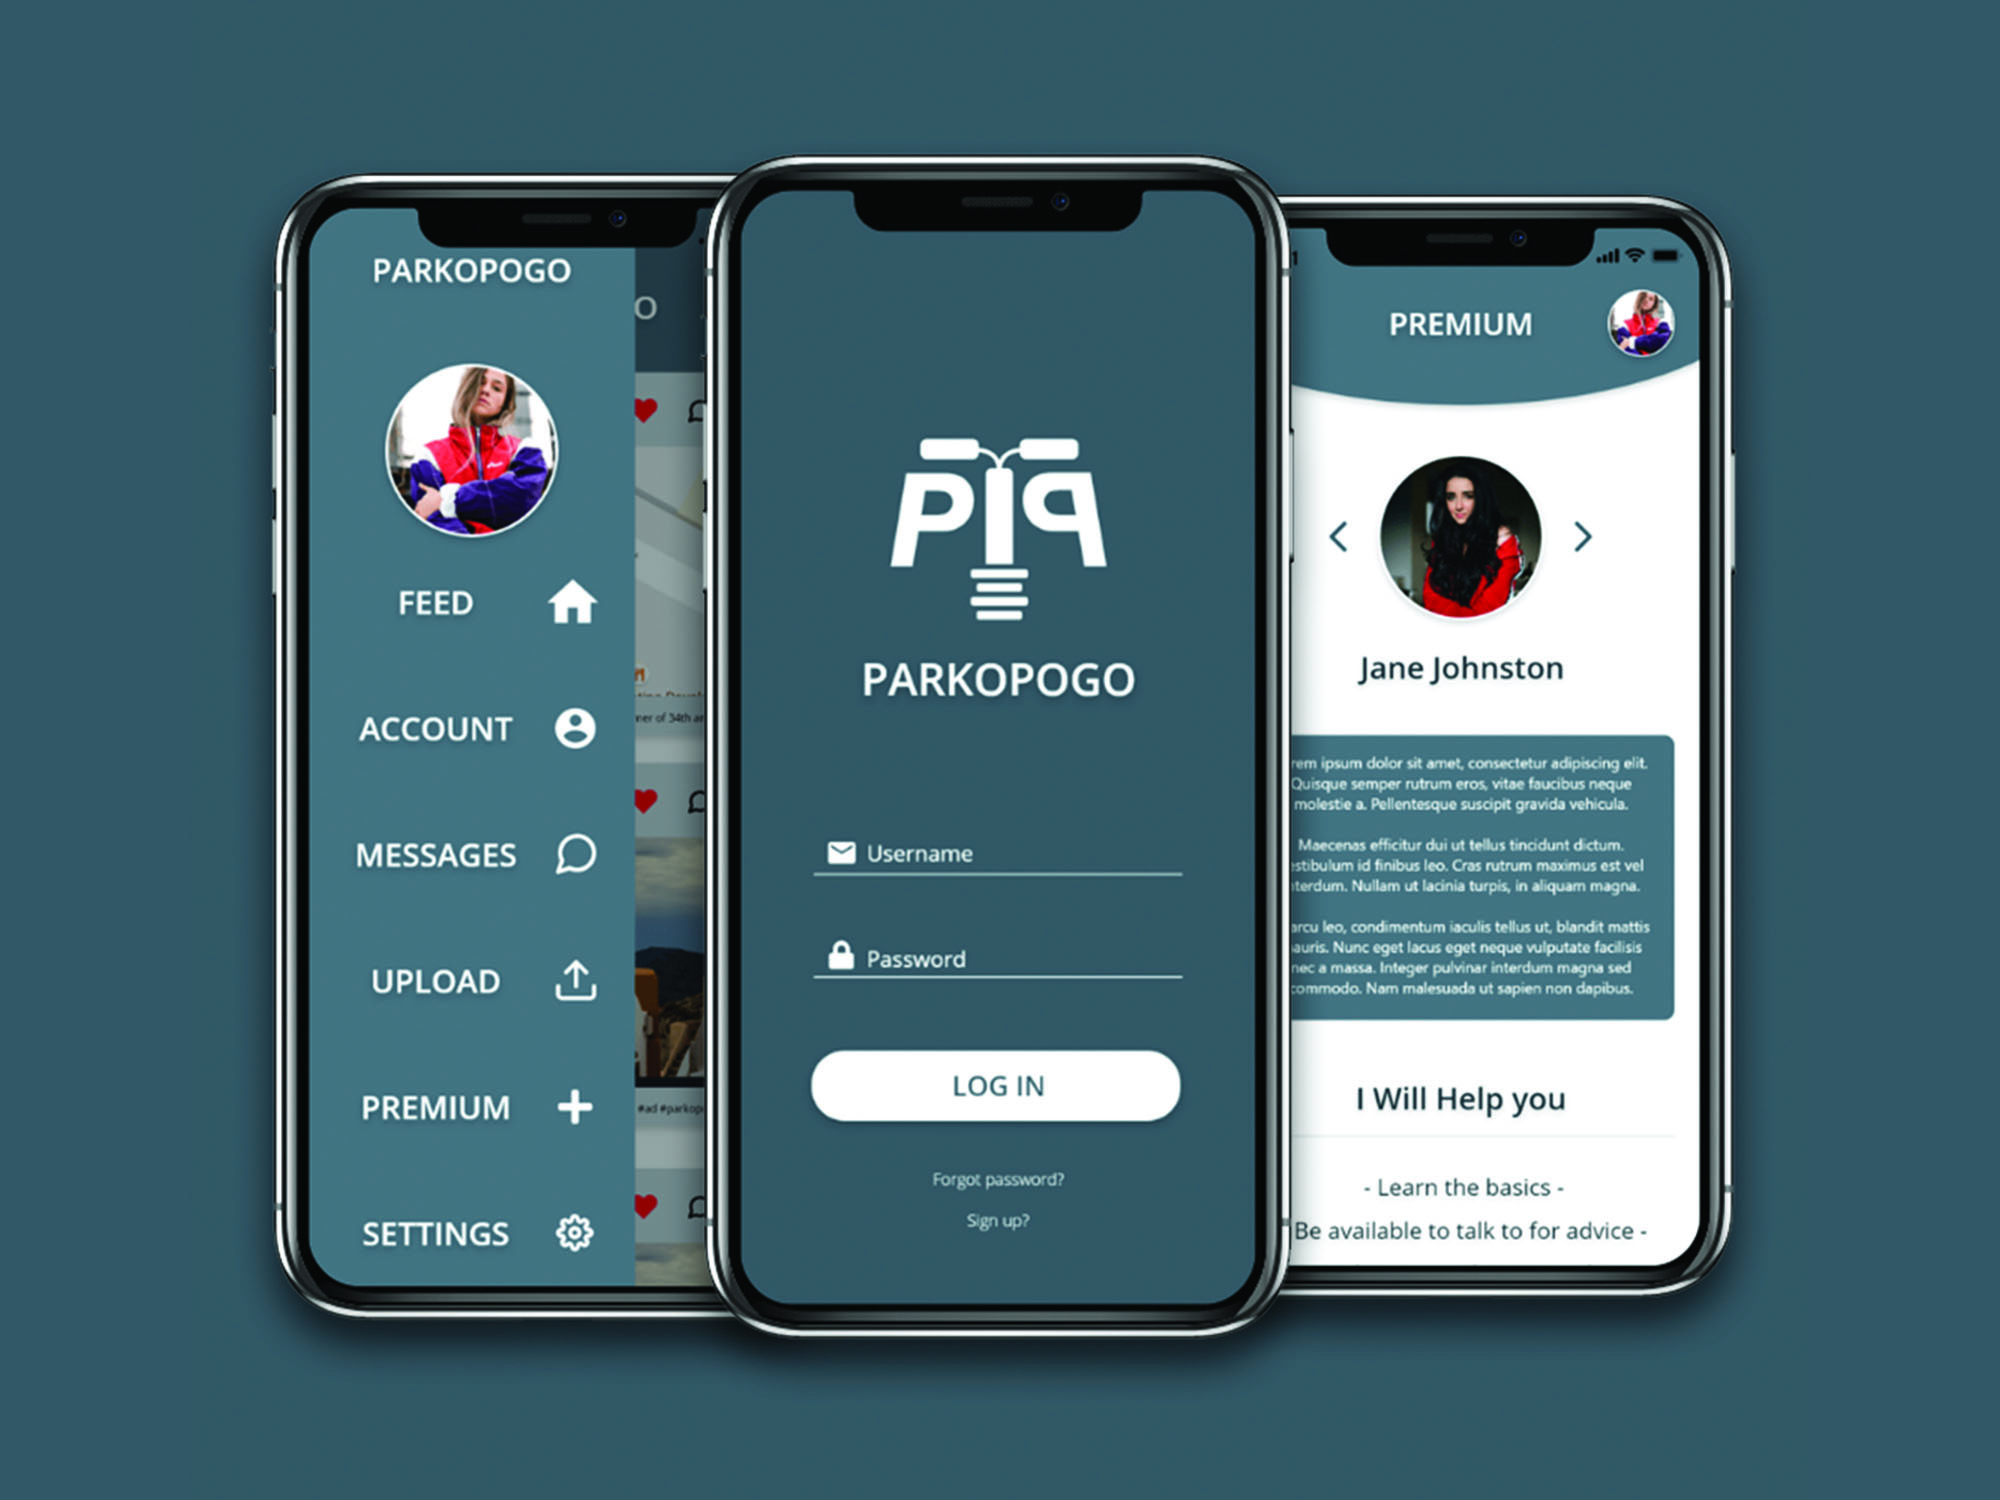 PARKOPOGO
FEED
ACCOUNT
MESSAGES
UPLOAD
PREMIUM
SETTINGS
O
of 34th
#ad
PIP
PARKOPOGO
Username
Password
LOG IN
Forgot password?
Sign up?
PREMIUM
Jane Johnston
ipsum dolor sit amet, consectetur adipiscing elit.
Quisque semper rutrum eros, vitae faucibus neque
molestie a. Pellentesque suscipit gravida vehicula.
Maecenas efficitur dui ut tellus tincidunt dictum.
id finibus leo. Cras rutrum maximus est vel
Nullam ut lacinia turpis, in aliquam magna.
arcu leo, condimentum iaculis tellus ut, blandit mattis
Nunc eget lacus eget neque vulputate facilisis
nec a massa. Integer pulvinar interdum magna sed
commodo. Nam malesuada ut sapien non dapibus.
I Will Help you
- Learn the basics -
Be available to talk to for advice -